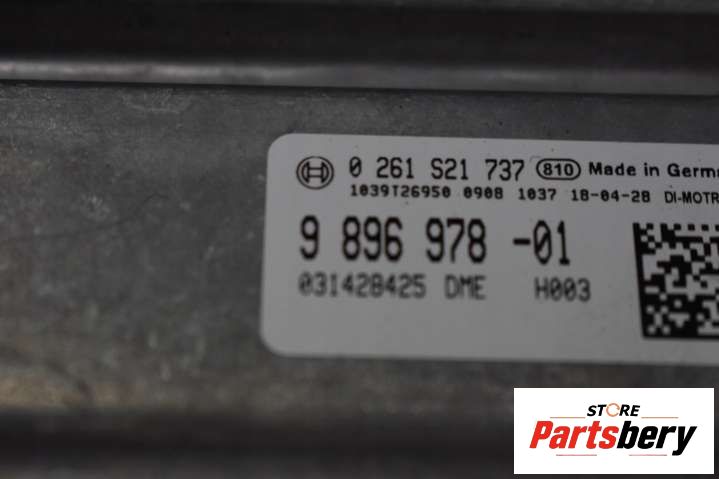 0 261 S21 737 810 Made in Germ
1039T26950 0908 1037 18-04-28 DI-MOTR
9 896 978 -01
031428425 DME H003
STORE
Partsbery